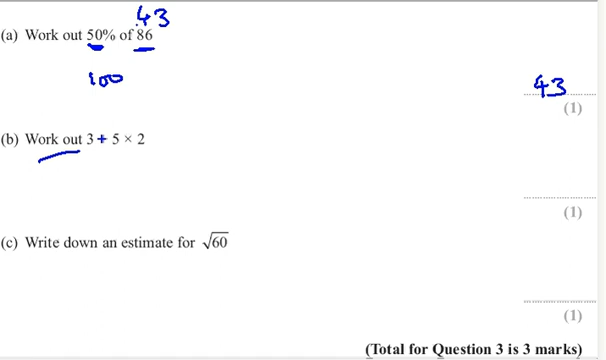 43
(a) Work out 50% of 86
100
43
(1)
(b) Work out 3 + 5 × 2
(1)
(c) Write down an estimate for √60
(1)
(Total for Question 3 is 3 marks)